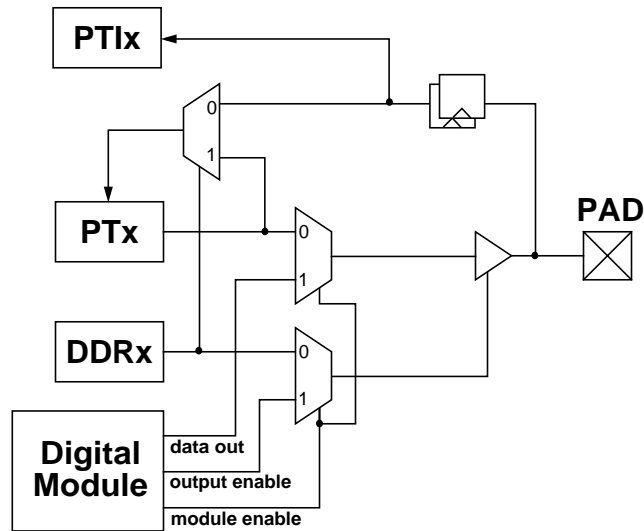 PTIx
0
1
PTx
PAD
0
1
DDRx
0
1
Digital
Module
data out
output enable
module enable